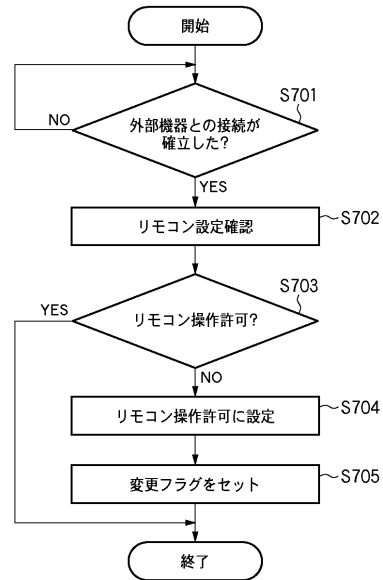 開始
S701
外部機器との接続が
確立した?
NO
YES
リモコン設定確認
S702
S703
YES
リモコン操作許可?
NO
リモコン操作許可に設定
S704
変更フラグをセット
S705
終了